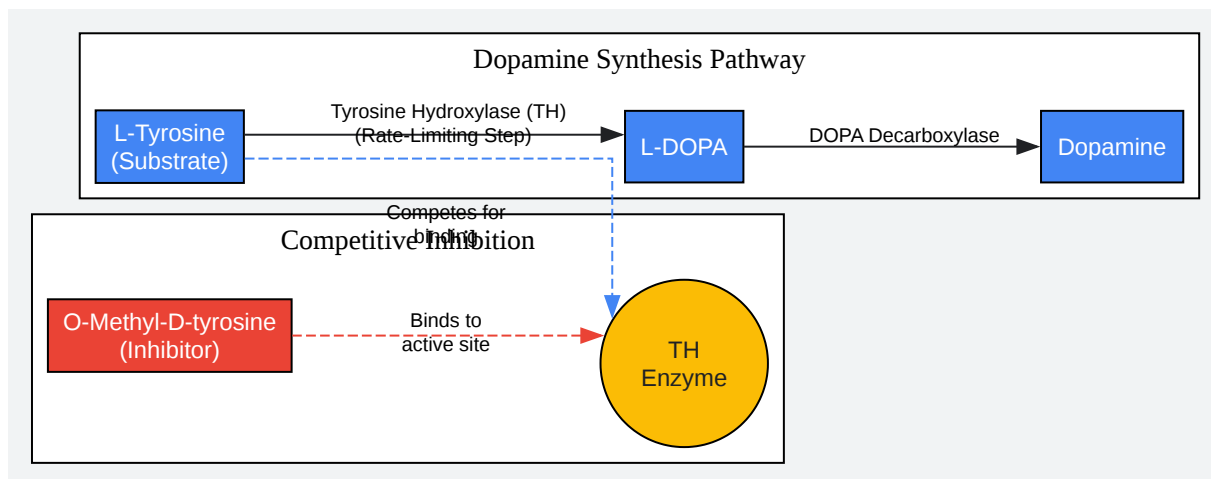 Dopamine Synthesis Pathway
L-Tyrosine
(Substrate)
Tyrosine Hydroxylase (TH)
(Rate-Limiting Step)
L-DOPA
DOPA Decarboxylase
Dopamine
Competes for
binding
Competitive Inhibition
O-Methyl-D-tyrosine
(Inhibitor)
Binds to
active site
TH
Enzyme